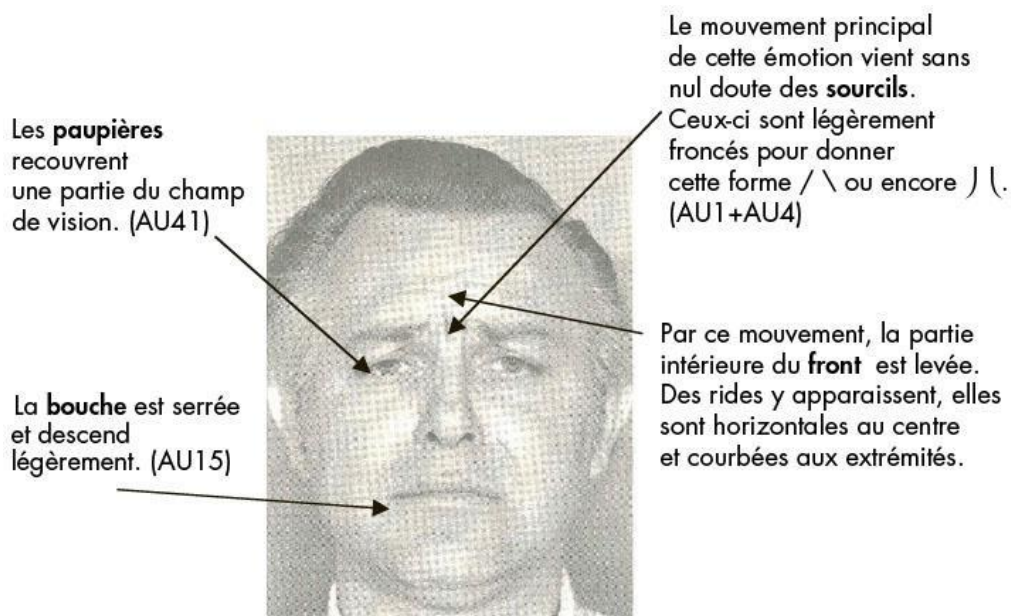 Le mouvement principal
de cette émotion vient sans
nul doute des sourcils.
Ceux-ci sont légèrement
froncés pour donner
cette forme / \ ou encore ⌡⌠.
(AU1+AU4)
Les paupières
recouvrent
une partie du champ
de vision. (AU41)
Par ce mouvement, la partie
intérieure du front est levée.
Des rides y apparaissent, elles
sont horizontales au centre
et courbées aux extrémités.
La bouche est serrée
et descend
légèrement. (AU15)